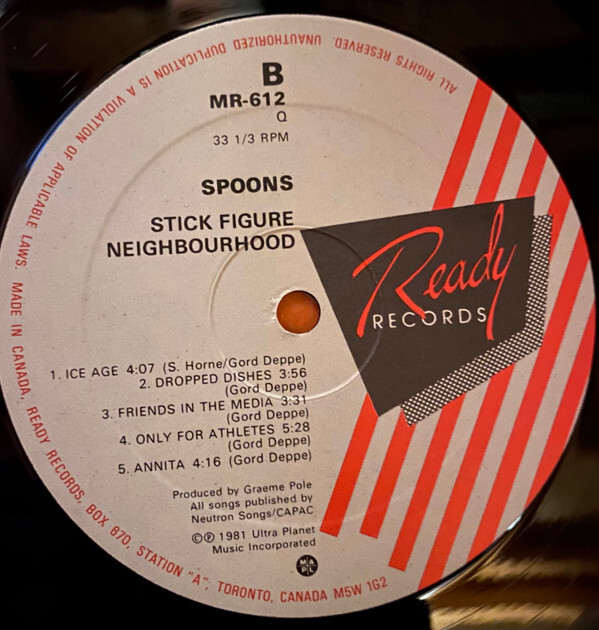 B
MR-612
Q
33 1/3 RPM
SPOONS
STICK FIGURE
NEIGHBOURHOOD
Ready
RECORDS
1. ICE AGE 4:07 (S. Horne/Gord Deppe)
2. DROPPED DISHES 3:56
(Gord Deppe)
3. FRIENDS IN THE MEDIA 3:31
(Gord Deppe)
4. ONLY FOR ATHLETES 5:28
(Gord Deppe)
5. ANNITA 4:16 (Gord Deppe)
Produced by Graeme Pole
All songs published by
Neutron Songs/CAPAC
©℗ 1981 Ultra Planet
Music Incorporated
MAPL
ALL RIGHTS RESERVED. UNAUTHORIZED DUPLICATION IS A VIOLATION OF APPLICABLE LAWS. MADE IN CANADA, READY RECORDS, BOX 670, STATION "A", TORONTO, CANADA M5W 1G2